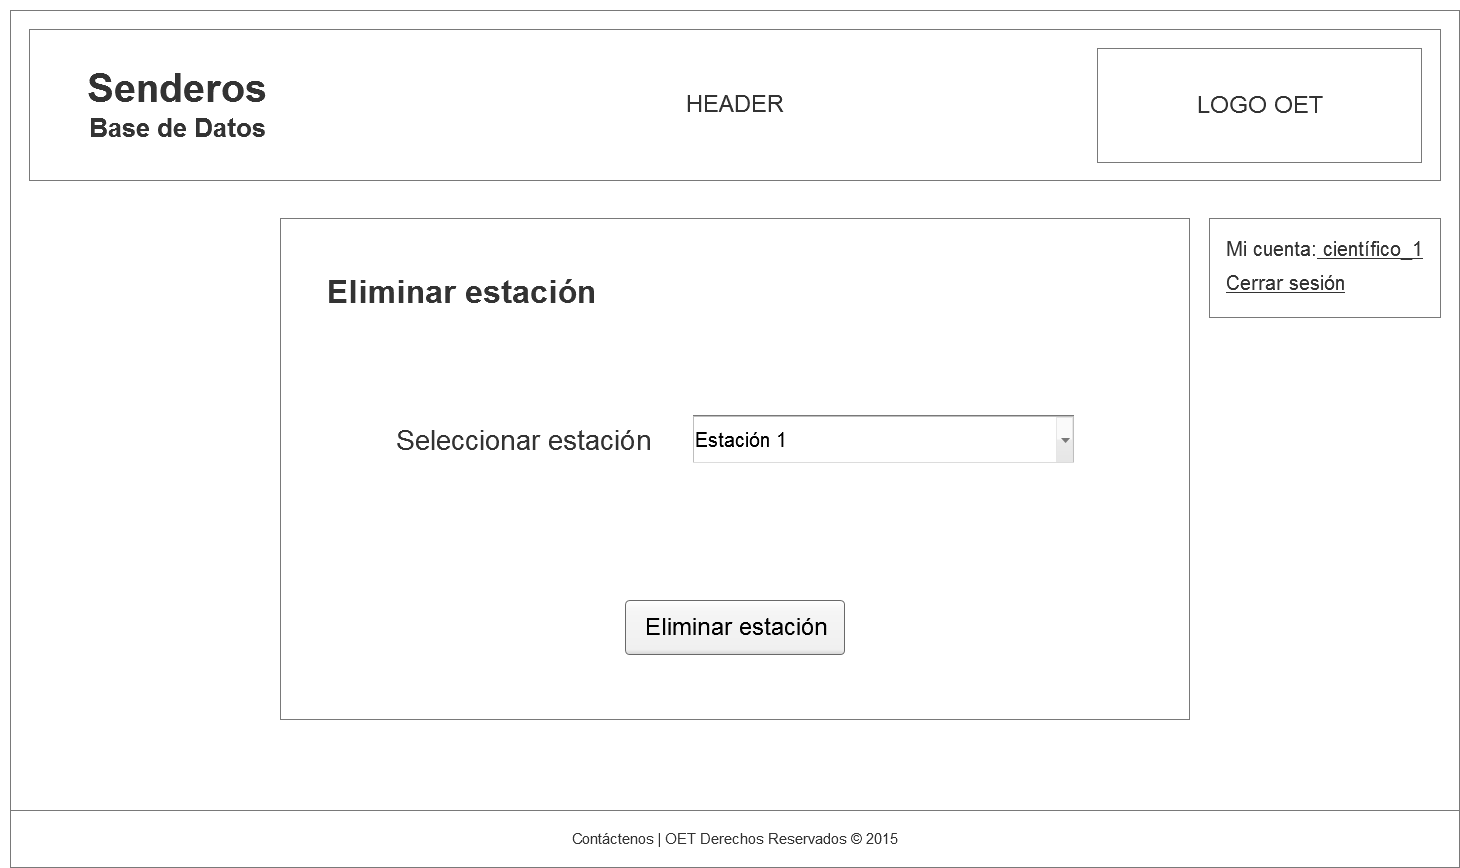 Senderos
Base de Datos
HEADER
LOGO OET
Mi cuenta: científico_1
Cerrar sesión
Eliminar estación
Seleccionar estación
Estación 1
Eliminar estación
Contáctenos | OET Derechos Reservados © 2015